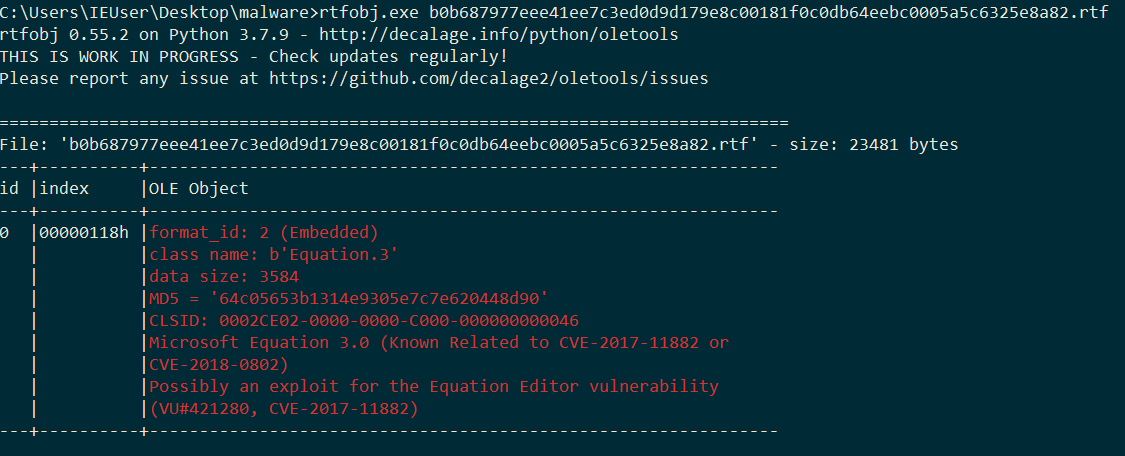 C:\Users\IEUser\Desktop\malware>rtfobj.exe b0b687977eee41ee7c3ed0d9d179e8c00181f0c0db64eebc0005a5c6325e8a82.rtf
rtfobj 0.55.2 on Python 3.7.9 - http://decalage.info/python/oletools
THIS IS WORK IN PROGRESS - Check updates regularly!
Please report any issue at https://github.com/decalage2/oletools/issues

===============================================================================
File: 'b0b687977eee41ee7c3ed0d9d179e8c00181f0c0db64eebc0005a5c6325e8a82.rtf' - size: 23481 bytes
---+----------+---------------------------------------------------------------
id |index     |OLE Object
---+----------+---------------------------------------------------------------
0  |00000118h |format_id: 2 (Embedded)
   |          |class name: b'Equation.3'
   |          |data size: 3584
   |          |MD5 = '64c05653b1314e9305e7c7e620448d90'
   |          |CLSID: 0002CE02-0000-0000-C000-000000000046
   |          |Microsoft Equation 3.0 (Known Related to CVE-2017-11882 or
   |          |CVE-2018-0802)
   |          |Possibly an exploit for the Equation Editor vulnerability
   |          |(VU#421280, CVE-2017-11882)
---+----------+---------------------------------------------------------------